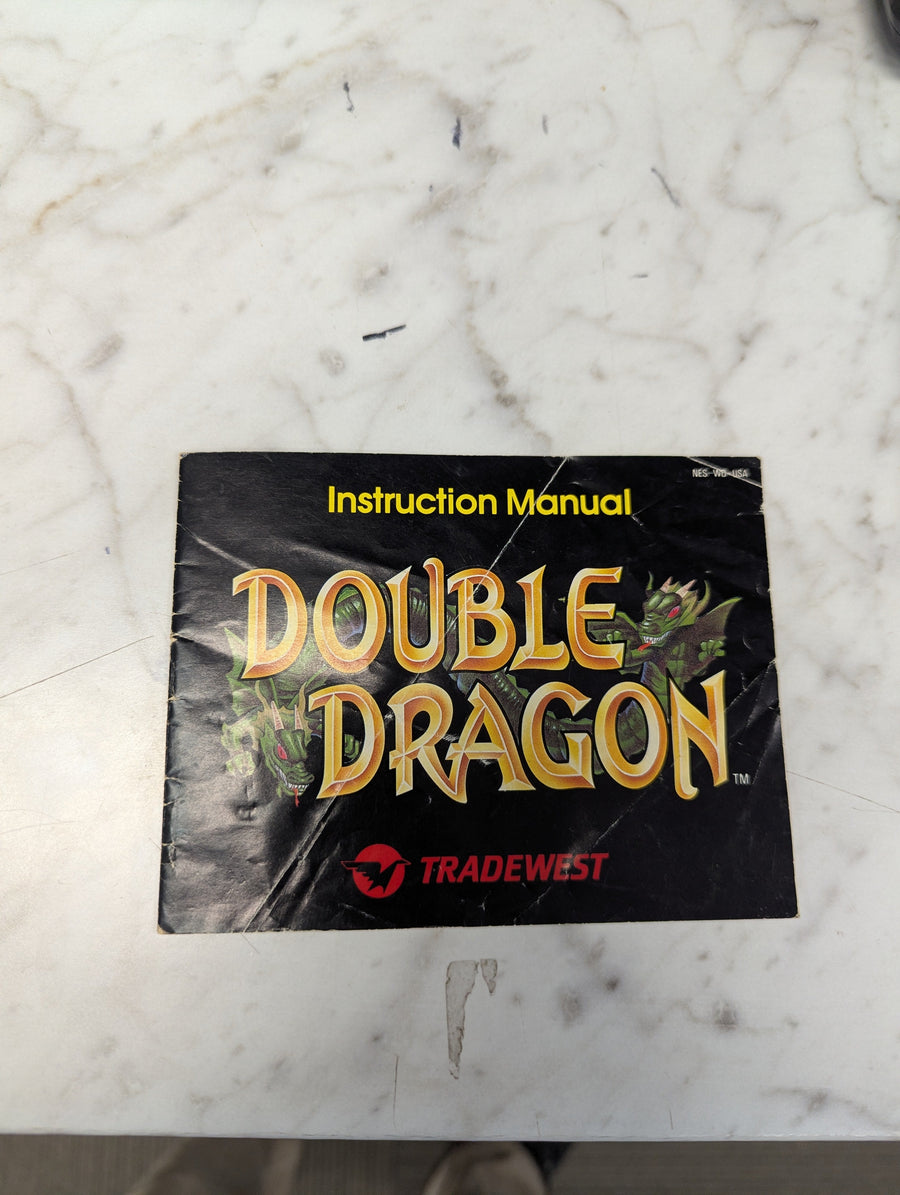 NES-WD-USA
Instruction Manual
DOUBLE
DRAGON
TM
TRADEWEST